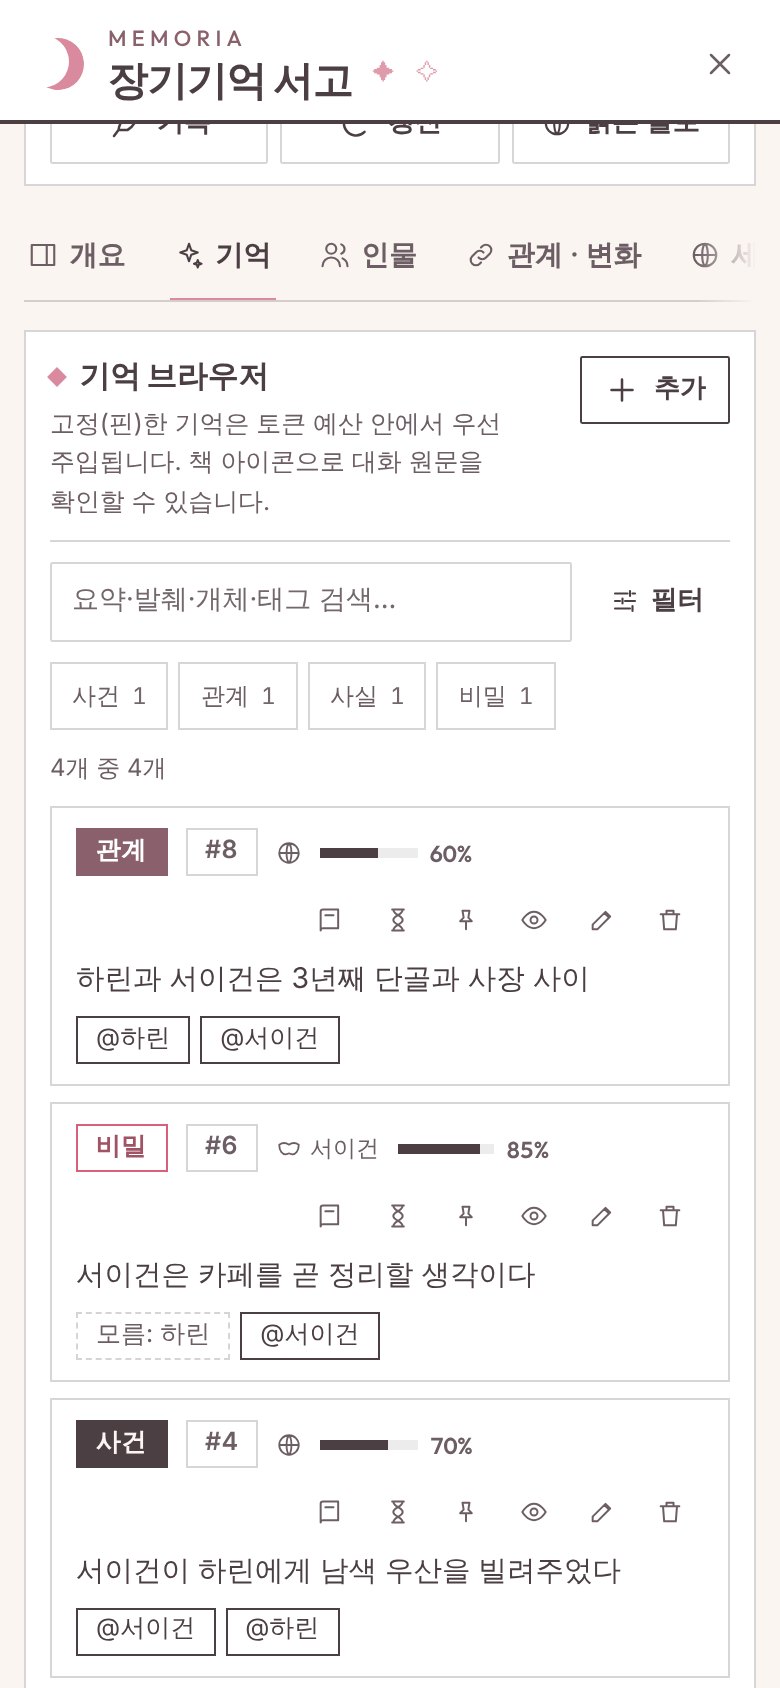 MEMORIA
장기기억 서고
개요 기억 인물 관계 · 변화
기억 브라우저
추가
고정(핀)한 기억은 토큰 예산 안에서 우선
주입됩니다. 책 아이콘으로 대화 원문을
확인할 수 있습니다.
요약·발췌·개체·태그 검색...
필터
사건 1 관계 1 사실 1 비밀 1
4개 중 4개
관계 #8 60%
하린과 서이건은 3년째 단골과 사장 사이
@하린 @서이건
비밀 #6 서이건 85%
서이건은 카페를 곧 정리할 생각이다
모름: 하린 @서이건
사건 #4 70%
서이건이 하린에게 남색 우산을 빌려주었다
@서이건 @하린